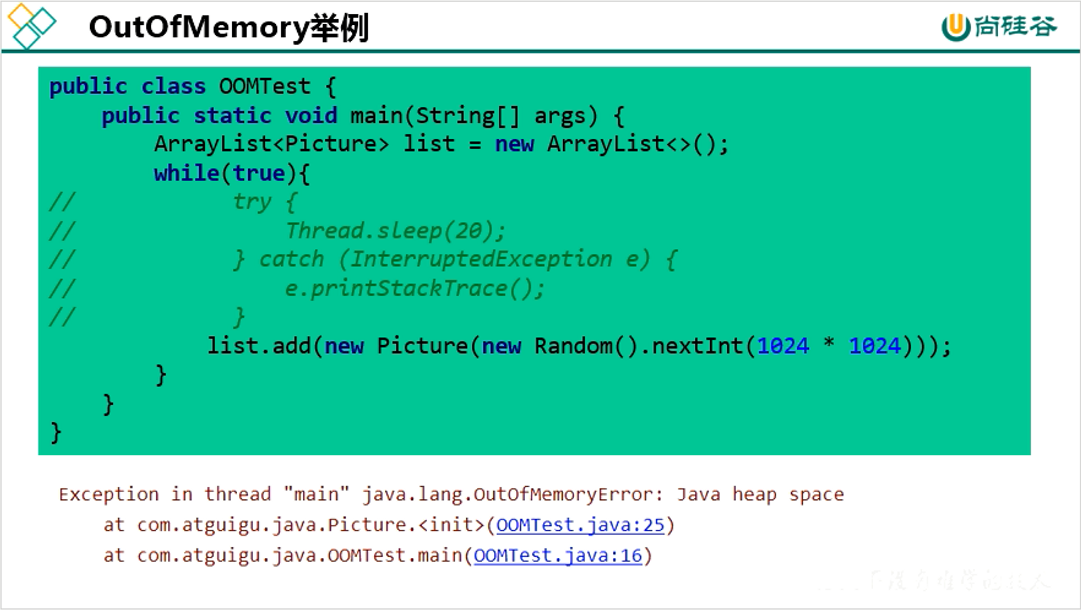 OutOfMemory举例
尚硅谷
public class OOMTest {
    public static void main(String[] args) {
        ArrayList<Picture> list = new ArrayList<>();
        while(true){
//            try {
//                Thread.sleep(20);
//            } catch (InterruptedException e) {
//                e.printStackTrace();
//            }
            list.add(new Picture(new Random().nextInt(1024 * 1024)));
        }
    }
}
Exception in thread "main" java.lang.OutOfMemoryError: Java heap space
    at com.atguigu.java.Picture.<init>(OOMTest.java:25)
    at com.atguigu.java.OOMTest.main(OOMTest.java:16)